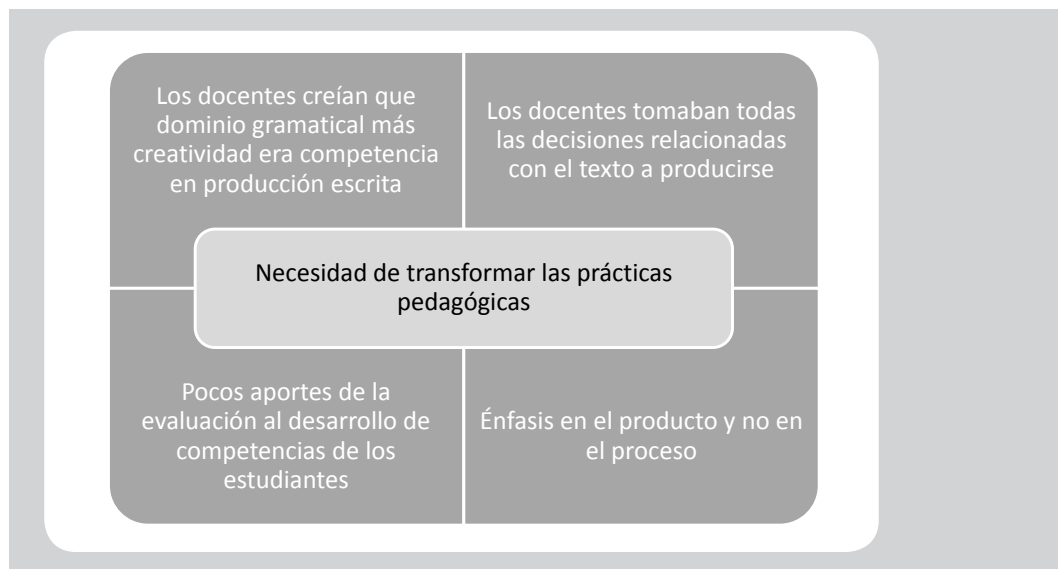 Los docentes creían que
dominio gramatical más
creatividad era competencia
en producción escrita
Los docentes tomaban todas
las decisiones relacionadas
con el texto a producirse
Necesidad de transformar las prácticas
pedagógicas
Pocos aportes de la
evaluación al desarrollo de
competencias de los
estudiantes
Énfasis en el producto y no en
el proceso